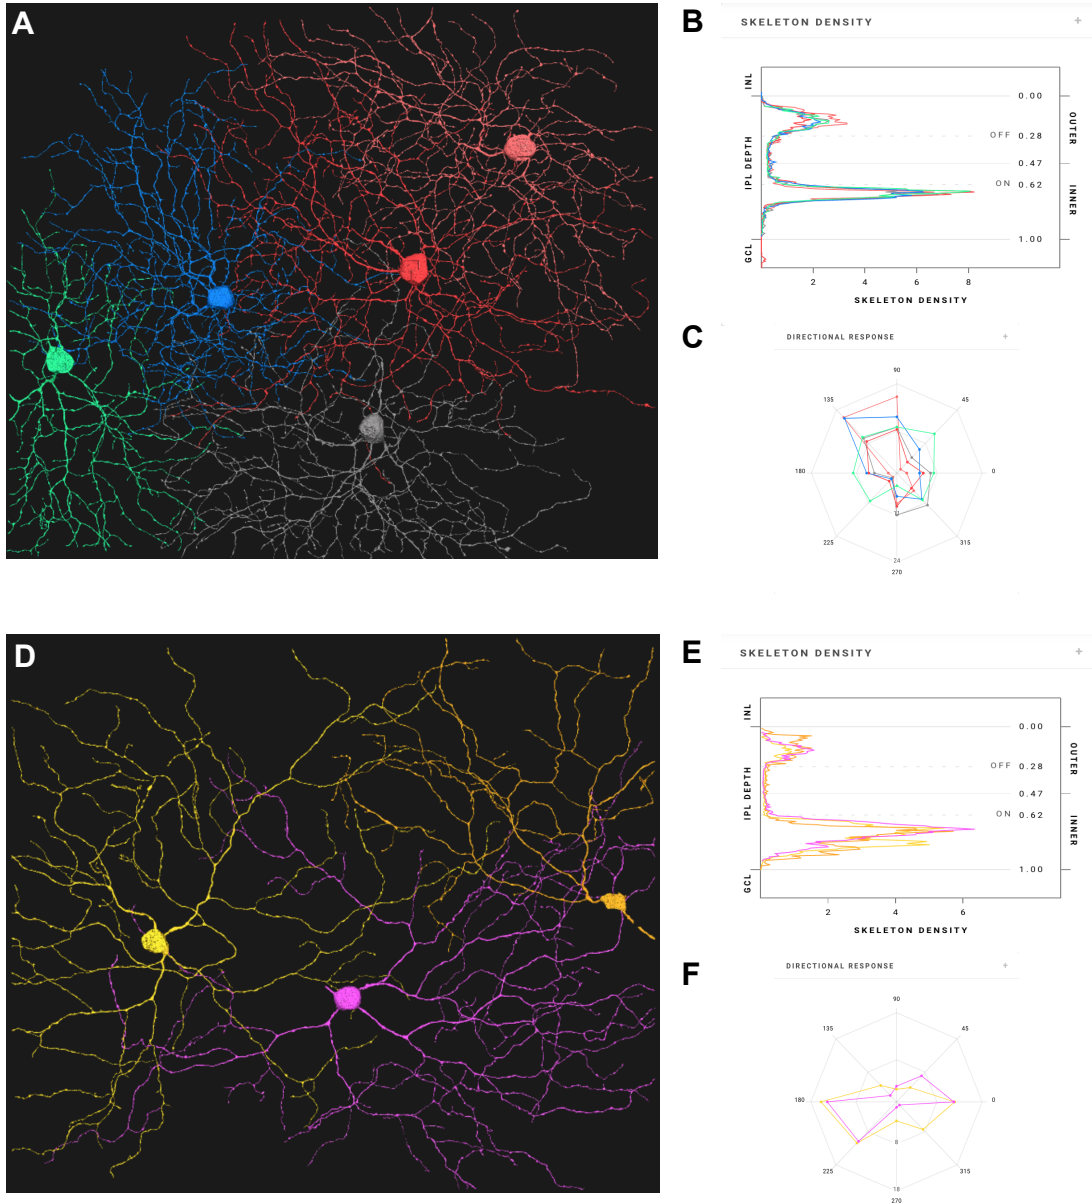 A
B
SKELETON DENSITY +
INL
IPL DEPTH
GCL
0.00
OFF 0.28
0.47
ON 0.62
1.00
OUTER
INNER
2 4 6 8
SKELETON DENSITY
C
DIRECTIONAL RESPONSE +
90
135 45
180 0
11
225 315
24
270
D
E
SKELETON DENSITY +
INL
IPL DEPTH
GCL
0.00
OFF 0.28
0.47
ON 0.62
1.00
OUTER
INNER
2 4 6
SKELETON DENSITY
F
DIRECTIONAL RESPONSE +
90
135 45
180 0
8
225 315
18
270